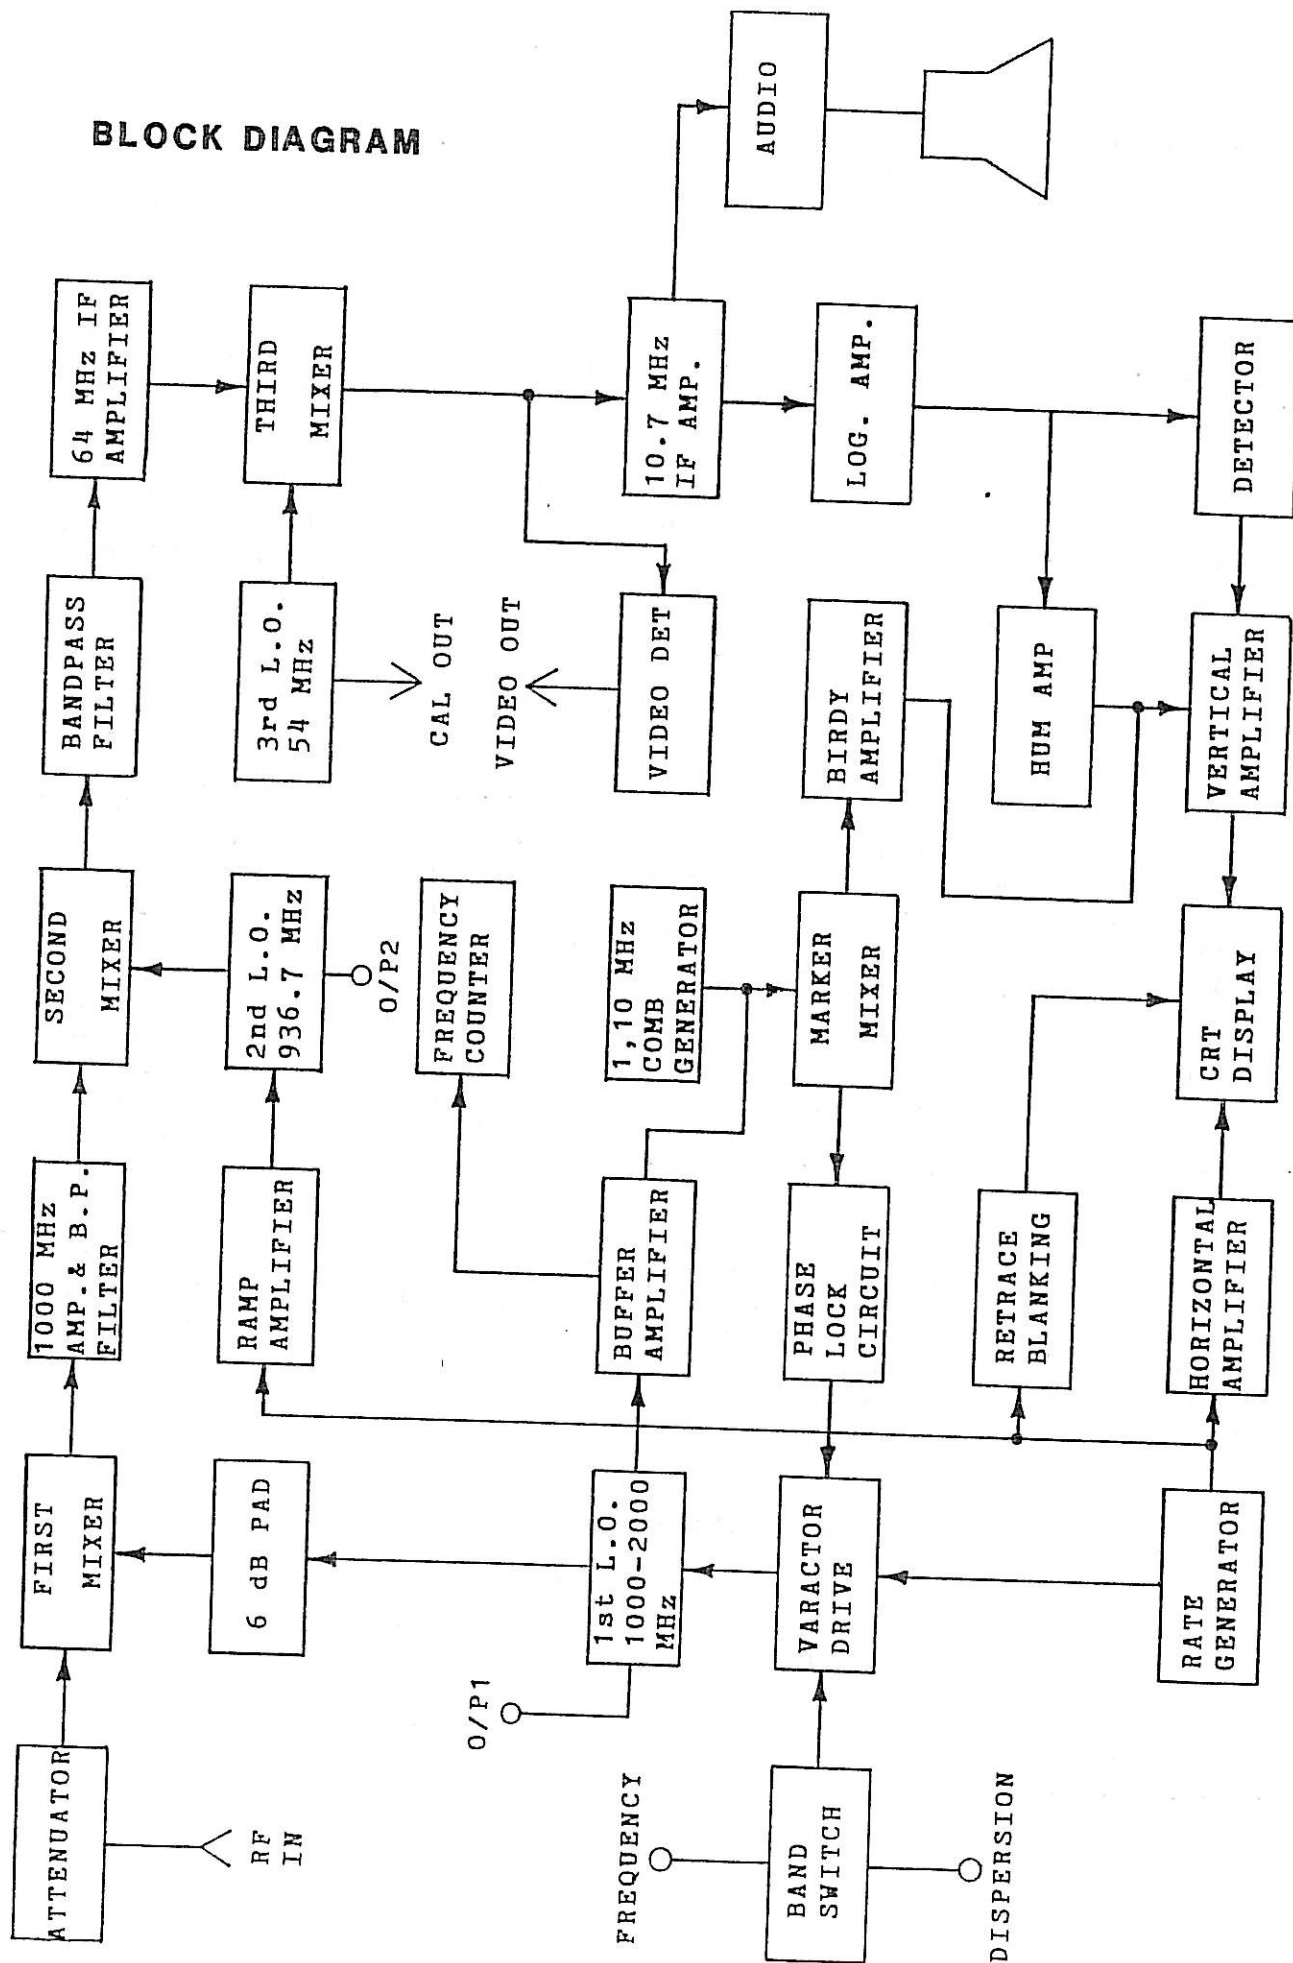 BLOCK DIAGRAM
ATTENUATOR
RF
IN
FIRST
MIXER
1000 MHz
AMP.& B.P.
FILTER
SECOND
MIXER
BANDPASS
FILTER
64 MHz IF
AMPLIFIER
6 dB PAD
RAMP
AMPLIFIER
2nd L.O.
936.7 MHz
O/P2
3rd L.O.
54 MHz
CAL OUT
THIRD
MIXER
O/P1
1st L.O.
1000-2000
MHz
BUFFER
AMPLIFIER
FREQUENCY
COUNTER
1,10 MHz
COMB
GENERATOR
VIDEO OUT
VIDEO DET
10.7 MHz
IF AMP.
AUDIO
FREQUENCY
BAND
SWITCH
DISPERSION
VARACTOR
DRIVE
PHASE
LOCK
CIRCUIT
MARKER
MIXER
BIRDY
AMPLIFIER
LOG. AMP.
RETRACE
BLANKING
HUM AMP
RATE
GENERATOR
HORIZONTAL
AMPLIFIER
CRT
DISPLAY
VERTICAL
AMPLIFIER
DETECTOR